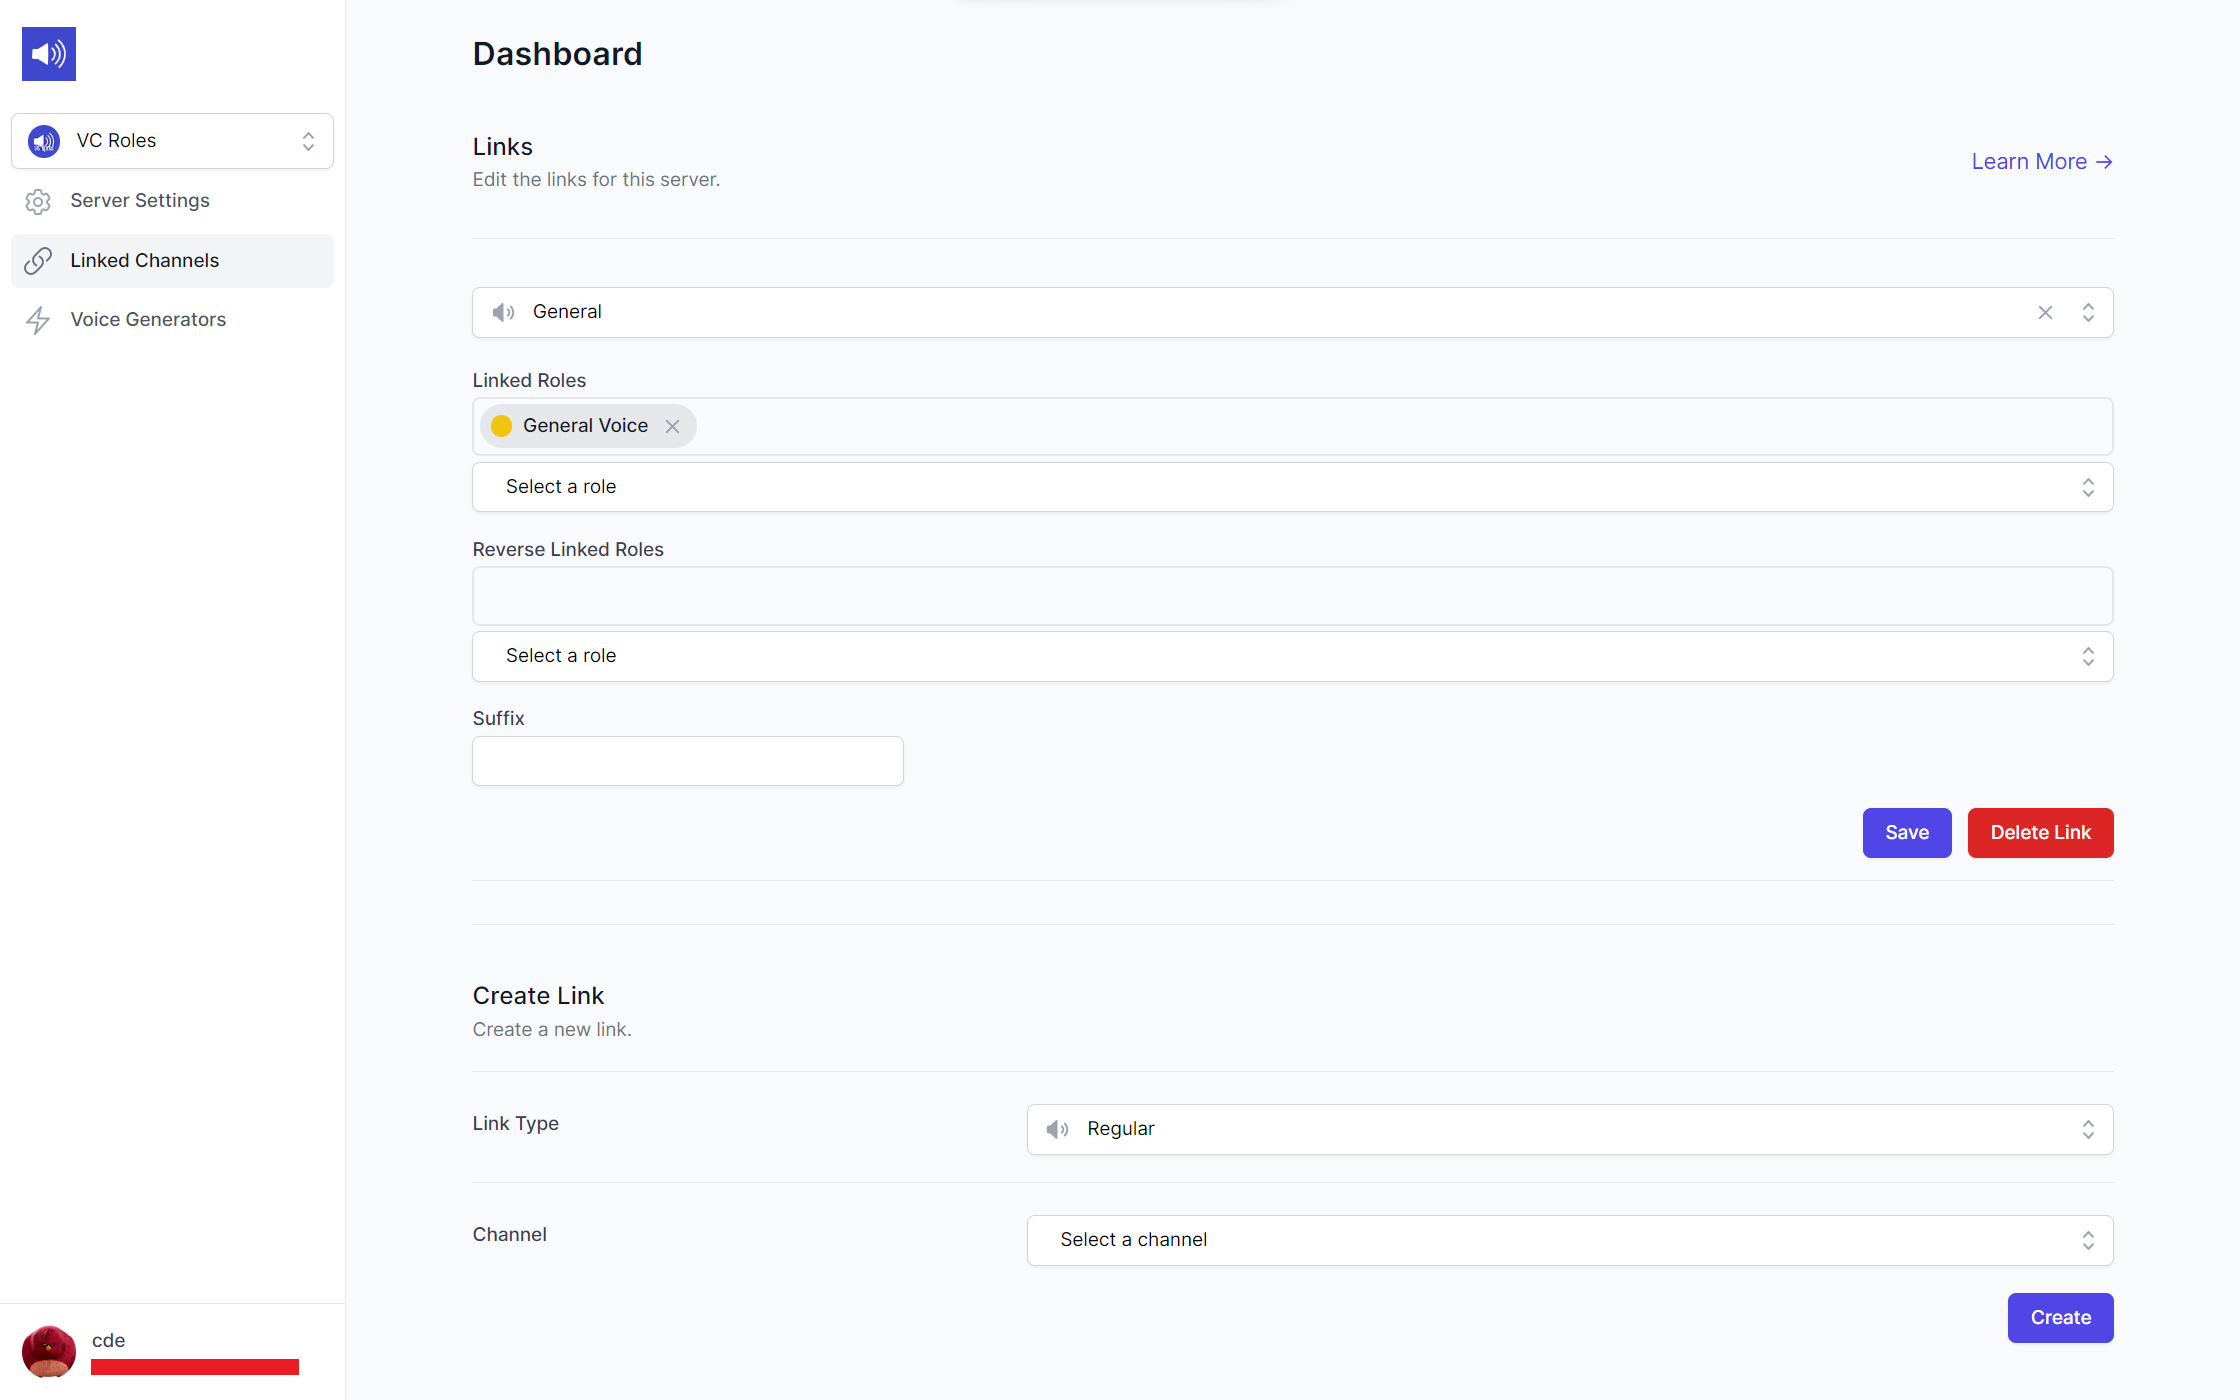 VC Roles
Server Settings
Linked Channels
Voice Generators
cde
Dashboard
Links
Edit the links for this server.
Learn More →
General
Linked Roles
General Voice
Select a role
Reverse Linked Roles
Select a role
Suffix
Save
Delete Link
Create Link
Create a new link.
Link Type
Regular
Channel
Select a channel
Create